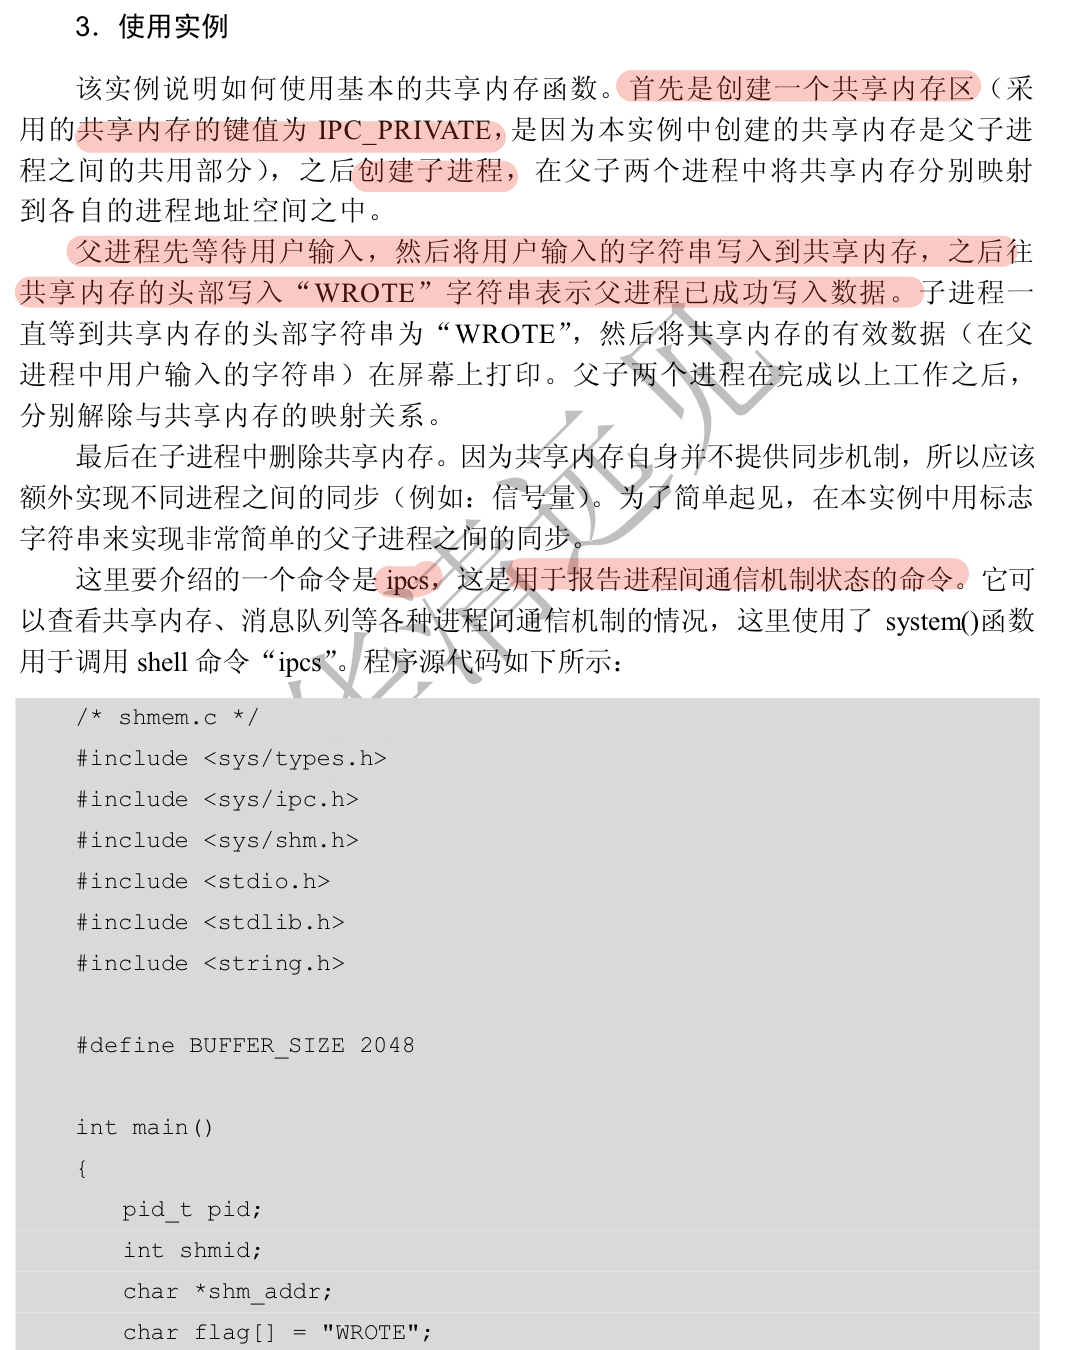 3．使用实例
该实例说明如何使用基本的共享内存函数。首先是创建一个共享内存区（采
用的共享内存的键值为 IPC_PRIVATE，是因为本实例中创建的共享内存是父子进
程之间的共用部分），之后创建子进程，在父子两个进程中将共享内存分别映射
到各自的进程地址空间之中。
父进程先等待用户输入，然后将用户输入的字符串写入到共享内存，之后往
共享内存的头部写入“WROTE”字符串表示父进程已成功写入数据。子进程一
直等到共享内存的头部字符串为“WROTE”，然后将共享内存的有效数据（在父
进程中用户输入的字符串）在屏幕上打印。父子两个进程在完成以上工作之后，
分别解除与共享内存的映射关系。
最后在子进程中删除共享内存。因为共享内存自身并不提供同步机制，所以应该
额外实现不同进程之间的同步（例如：信号量）。为了简单起见，在本实例中用标志
字符串来实现非常简单的父子进程之间的同步。
这里要介绍的一个命令是 ipcs，这是用于报告进程间通信机制状态的命令。它可
以查看共享内存、消息队列等各种进程间通信机制的情况，这里使用了 system()函数
用于调用 shell 命令“ipcs”。程序源代码如下所示：
华清远见
/* shmem.c */
#include <sys/types.h>
#include <sys/ipc.h>
#include <sys/shm.h>
#include <stdio.h>
#include <stdlib.h>
#include <string.h>
#define BUFFER_SIZE 2048
int main()
{
pid_t pid;
int shmid;
char *shm_addr;
char flag[] = "WROTE";